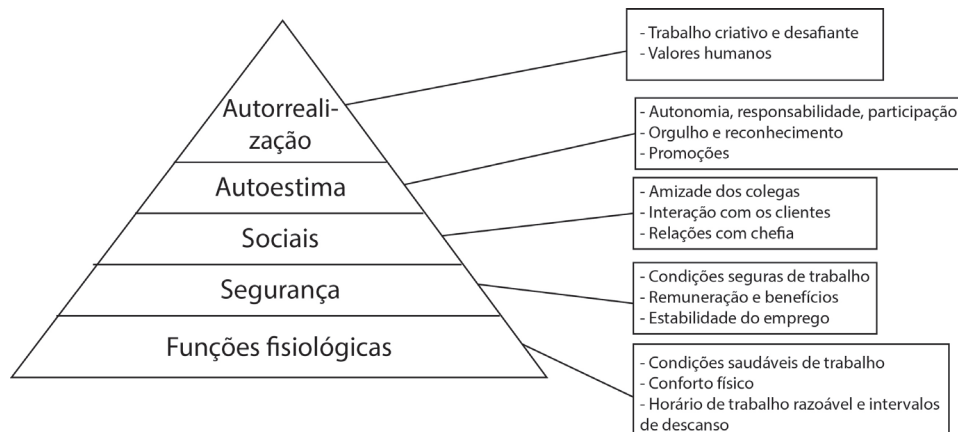 - Trabalho criativo e desafiante
- Valores humanos
Autorreali-
zação
- Autonomia, responsabilidade, participação
- Orgulho e reconhecimento
- Promoções
Autoestima
- Amizade dos colegas
- Interação com os clientes
- Relações com chefia
Sociais
- Condições seguras de trabalho
- Remuneração e benefícios
- Estabilidade do emprego
Segurança
- Condições saudáveis de trabalho
- Conforto físico
- Horário de trabalho razoável e intervalos
de descanso
Funções fisiológicas